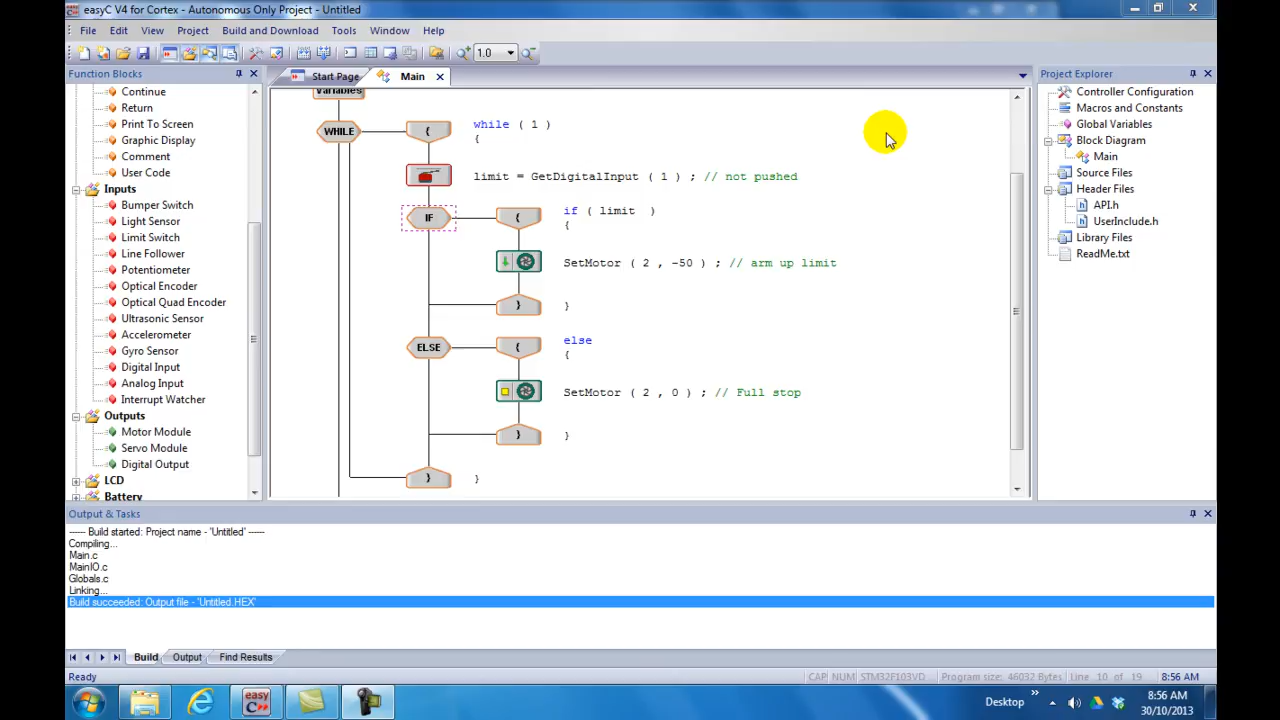 easyC V4 for Cortex - Autonomous Only Project - Untitled
File Edit View Project Build and Download Tools Window Help
1.0
Function Blocks
Continue
Return
Print To Screen
Graphic Display
Comment
User Code
Inputs
Bumper Switch
Light Sensor
Limit Switch
Line Follower
Potentiometer
Optical Encoder
Optical Quad Encoder
Ultrasonic Sensor
Accelerometer
Gyro Sensor
Digital Input
Analog Input
Interrupt Watcher
Outputs
Motor Module
Servo Module
Digital Output
LCD
Battery
Start Page Main
Variables
WHILE { while ( 1 )
{
limit = GetDigitalInput ( 1 ) ; // not pushed
IF { if ( limit )
{
SetMotor ( 2 , -50 ) ; // arm up limit
} }
ELSE { else
{
SetMotor ( 2 , 0 ) ; // Full stop
} }
} }
Project Explorer
Controller Configuration
Macros and Constants
Global Variables
Block Diagram
Main
Source Files
Header Files
API.h
UserInclude.h
Library Files
ReadMe.txt
Output & Tasks
------ Build started: Project name - 'Untitled' ------
Compiling...
Main.c
MainIO.c
Globals.c
Linking...
Build succeeded: Output file - 'Untitled.HEX'
Build Output Find Results
Ready CAP NUM STM32F103VD... Program size: 46032 Bytes Line 10 of 19 8:56 AM
easy C++
Desktop » 8:56 AM
30/10/2013